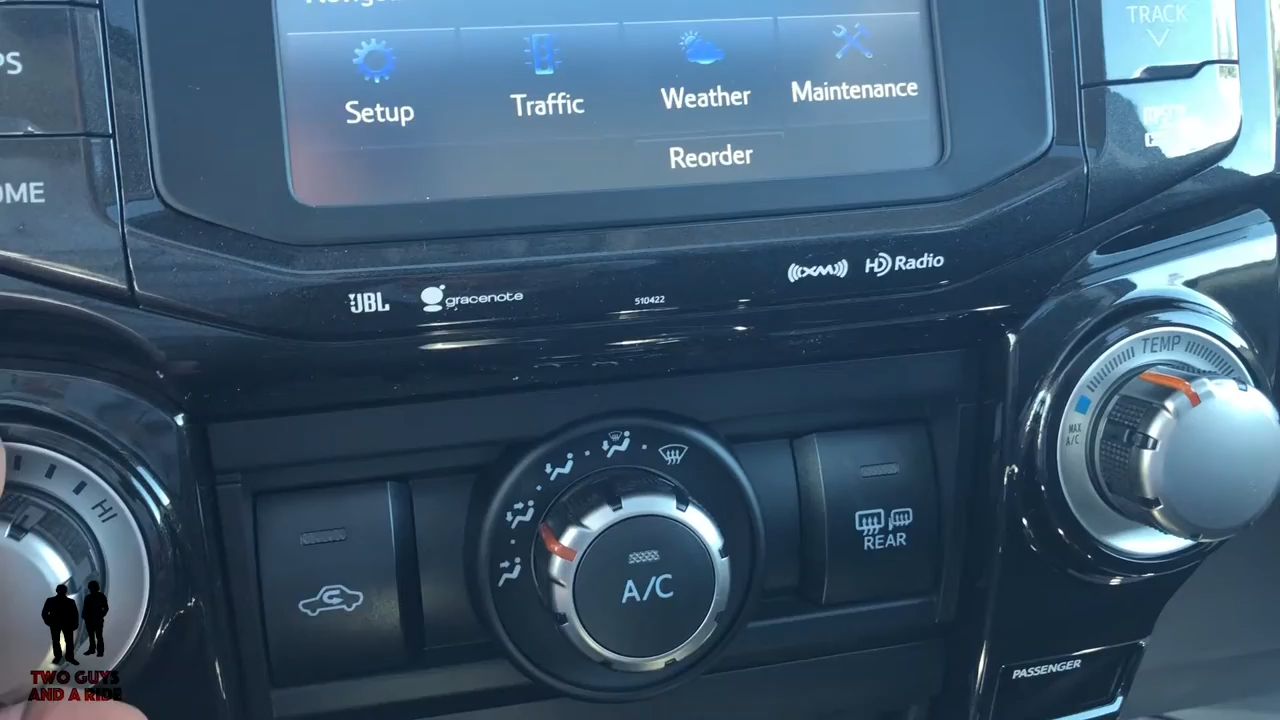 TRACK
Setup
Traffic
Weather
Maintenance
Reorder
OME
JBL
gracenote
510422
((XM))
HD Radio
TEMP
MAX
A/C
HI
REAR
A/C
PASSENGER
TWO GUYS
AND A RIDE